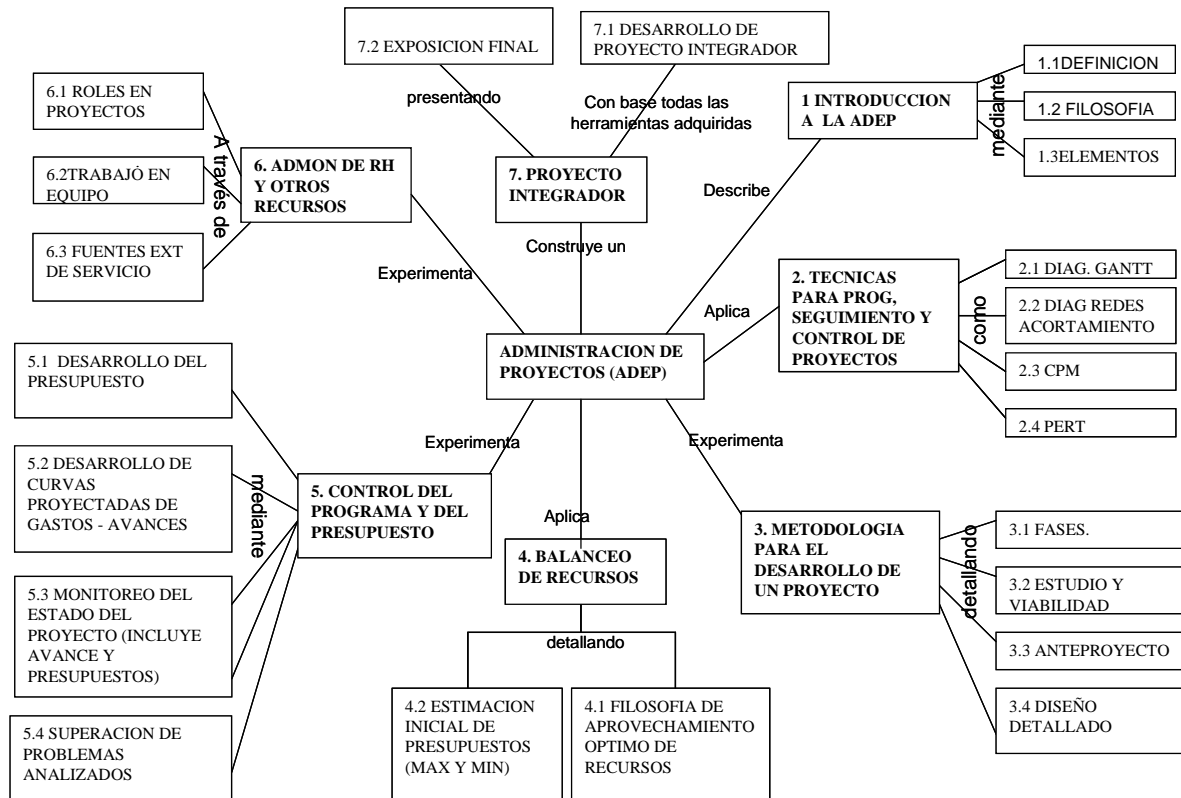 7.2 EXPOSICION FINAL
7.1 DESARROLLO DE
PROYECTO INTEGRADOR
presentando
Con base todas las
herramientas adquiridas
7. PROYECTO
INTEGRADOR
Construye un
1 INTRODUCCION
A LA ADEP
Describe
mediante
1.1DEFINICION
1.2 FILOSOFIA
1.3ELEMENTOS
6.1 ROLES EN
PROYECTOS
6.2TRABAJÓ EN
EQUIPO
6.3 FUENTES EXT
DE SERVICIO
A través de
6. ADMON DE RH
Y OTROS
RECURSOS
Experimenta
ADMINISTRACION DE
PROYECTOS (ADEP)
Aplica
2. TECNICAS
PARA PROG,
SEGUIMIENTO Y
CONTROL DE
PROYECTOS
como
2.1 DIAG. GANTT
2.2 DIAG REDES
ACORTAMIENTO
2.3 CPM
2.4 PERT
5.1 DESARROLLO DEL
PRESUPUESTO
5.2 DESARROLLO DE
CURVAS
PROYECTADAS DE
GASTOS - AVANCES
5.3 MONITOREO DEL
ESTADO DEL
PROYECTO (INCLUYE
AVANCE Y
PRESUPUESTOS)
5.4 SUPERACION DE
PROBLEMAS
ANALIZADOS
mediante
5. CONTROL DEL
PROGRAMA Y DEL
PRESUPUESTO
Experimenta
Aplica
4. BALANCEO
DE RECURSOS
detallando
4.2 ESTIMACION
INICIAL DE
PRESUPUESTOS
(MAX Y MIN)
4.1 FILOSOFIA DE
APROVECHAMIENTO
OPTIMO DE
RECURSOS
Experimenta
3. METODOLOGIA
PARA EL
DESARROLLO DE
UN PROYECTO
detallando
3.1 FASES.
3.2 ESTUDIO Y
VIABILIDAD
3.3 ANTEPROYECTO
3.4 DISEÑO
DETALLADO